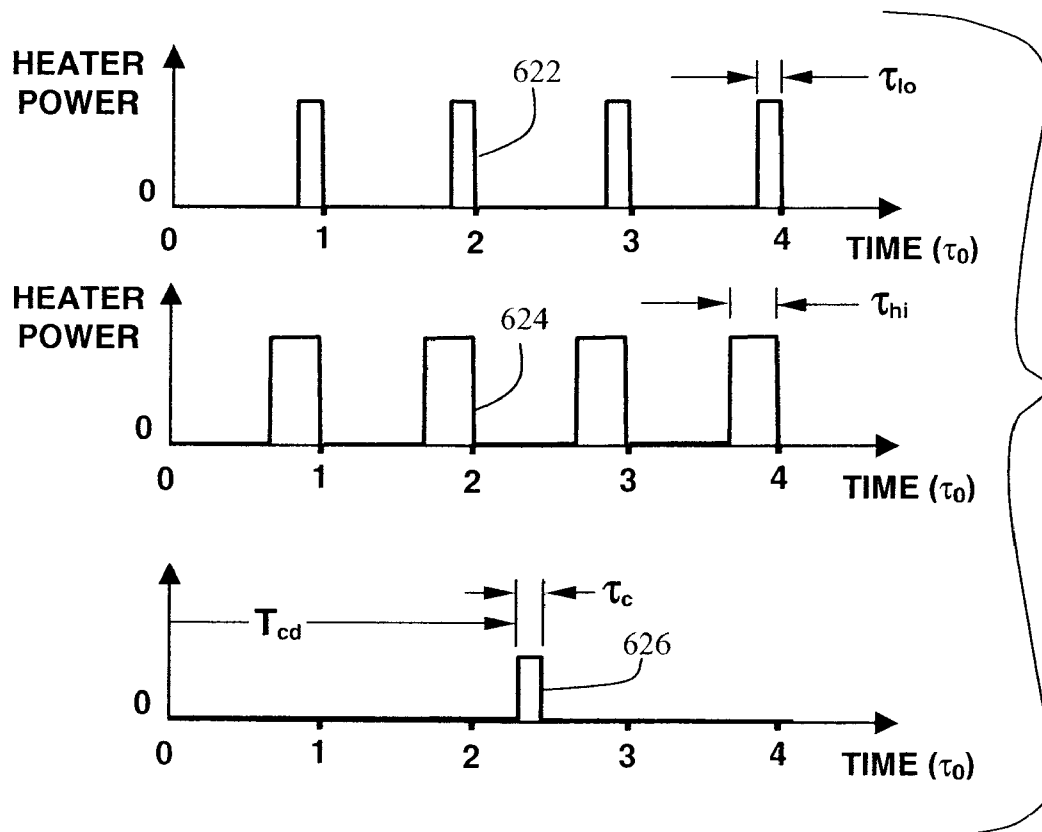 HEATER
POWER
622
τlo
0
0 1 2 3 4
TIME (τ0)
HEATER
POWER
624
τhi
0
0 1 2 3 4
TIME (τ0)
τc
Tcd
626
0
0 1 2 3 4
TIME (τ0)